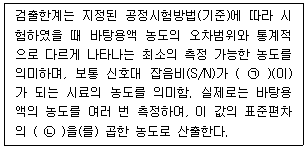 검출한계는 지정된 공정시험방법(기준)에 따라 시
험하였을 때 바탕용액 농도의 오차범위와 통계적
으로 다르게 나타나는 최소의 측정 가능한 농도를
의미하며, 보통 신호대 잡음비(S/N)가 ( ㉠ )(이)
가 되는 시료의 농도를 의미함. 실제로는 바탕용
액의 농도를 여러 번 측정하여, 이 값의 표준편차
의 ( ㉡ )을(를) 곱한 농도로 산출한다.